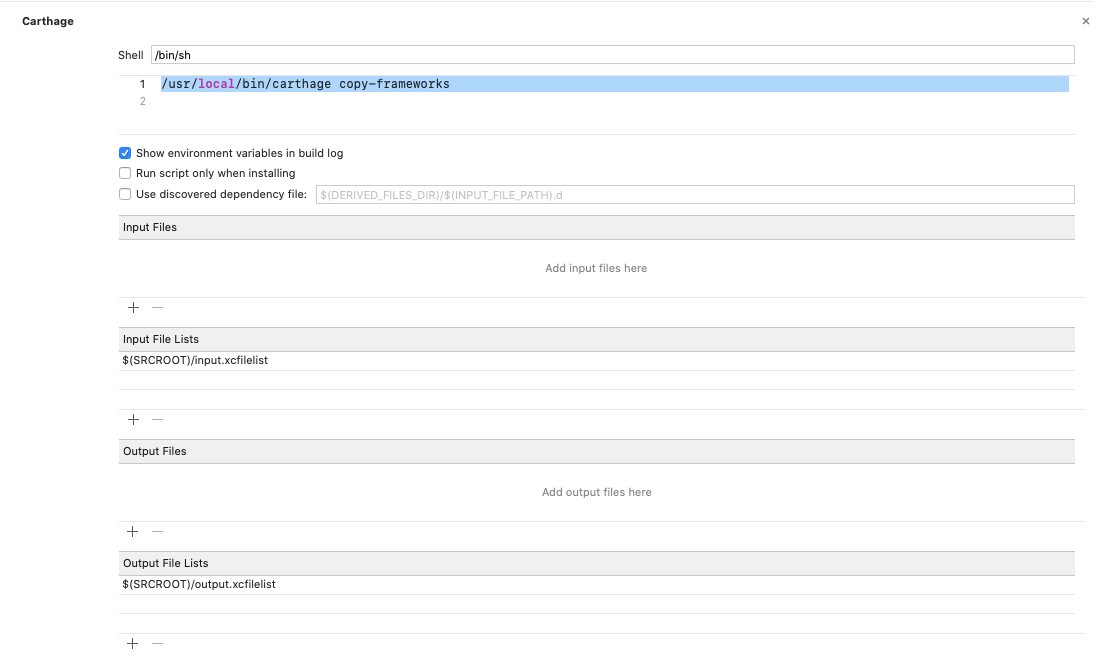 Carthage
Shell /bin/sh
1 /usr/local/bin/carthage copy-frameworks
2
Show environment variables in build log
Run script only when installing
Use discovered dependency file: $(DERIVED_FILES_DIR)/$(INPUT_FILE_PATH).d
Input Files
Add input files here
Input File Lists
$(SRCROOT)/input.xcfilelist
Output Files
Add output files here
Output File Lists
$(SRCROOT)/output.xcfilelist